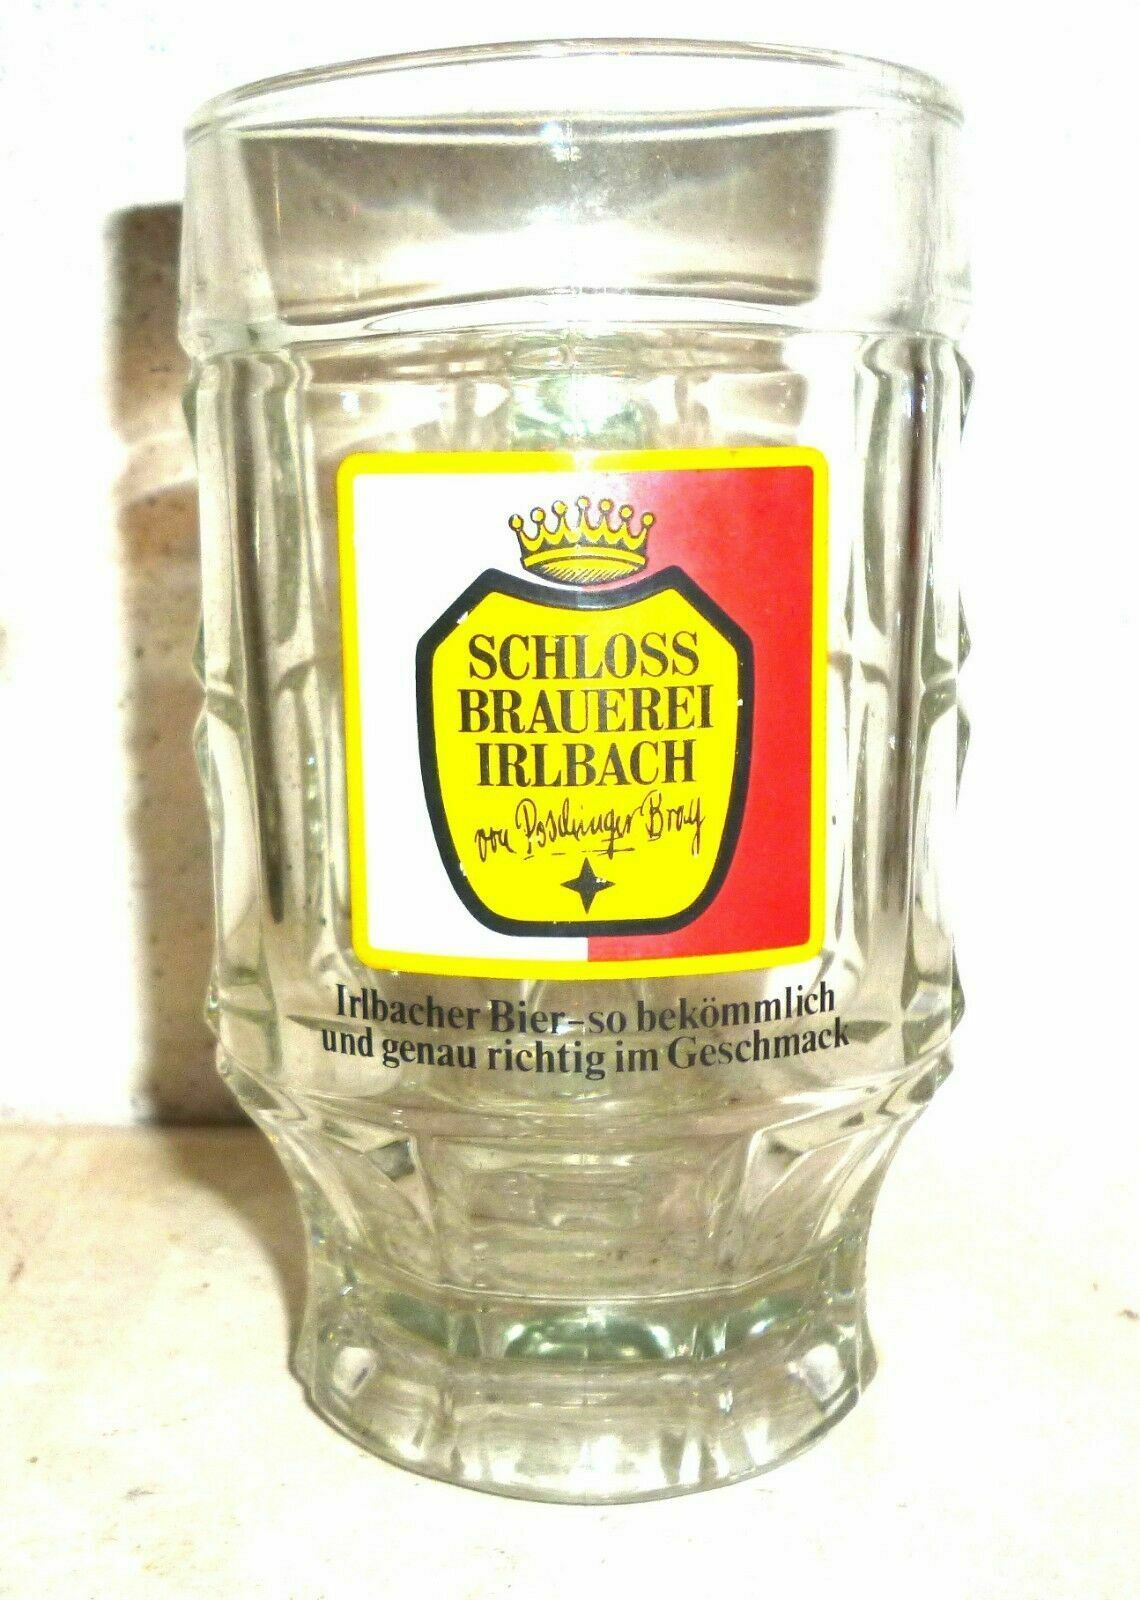 SCHLOSS
BRAUEREI
IRLBACH
von Poschinger Bray
Irlbacher Bier–so bekömmlich
und genau richtig im Geschmack